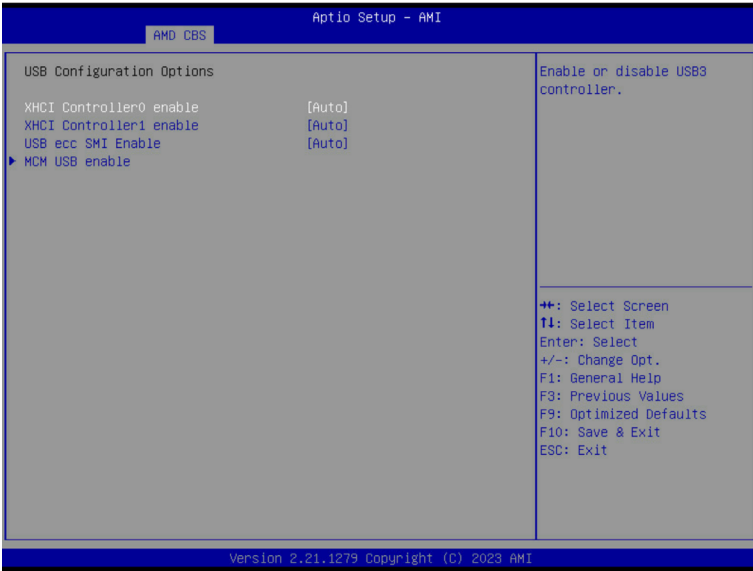 Aptio Setup – AMI
AMD CBS
USB Configuration Options
XHCI Controller0 enable [Auto]
XHCI Controller1 enable [Auto]
USB ecc SMI Enable [Auto]
MCM USB enable
Enable or disable USB3
controller.
→←: Select Screen
↑↓: Select Item
Enter: Select
+/-: Change Opt.
F1: General Help
F3: Previous Values
F9: Optimized Defaults
F10: Save & Exit
ESC: Exit
Version 2.21.1279 Copyright (C) 2023 AMI